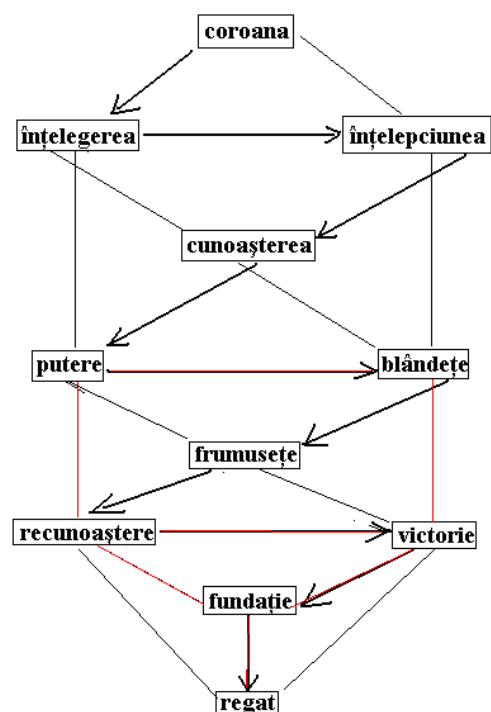 coroana
înțelegerea
înțelepciunea
cunoașterea
putere
blândețe
frumusețe
recunoaștere
victorie
fundație
regat